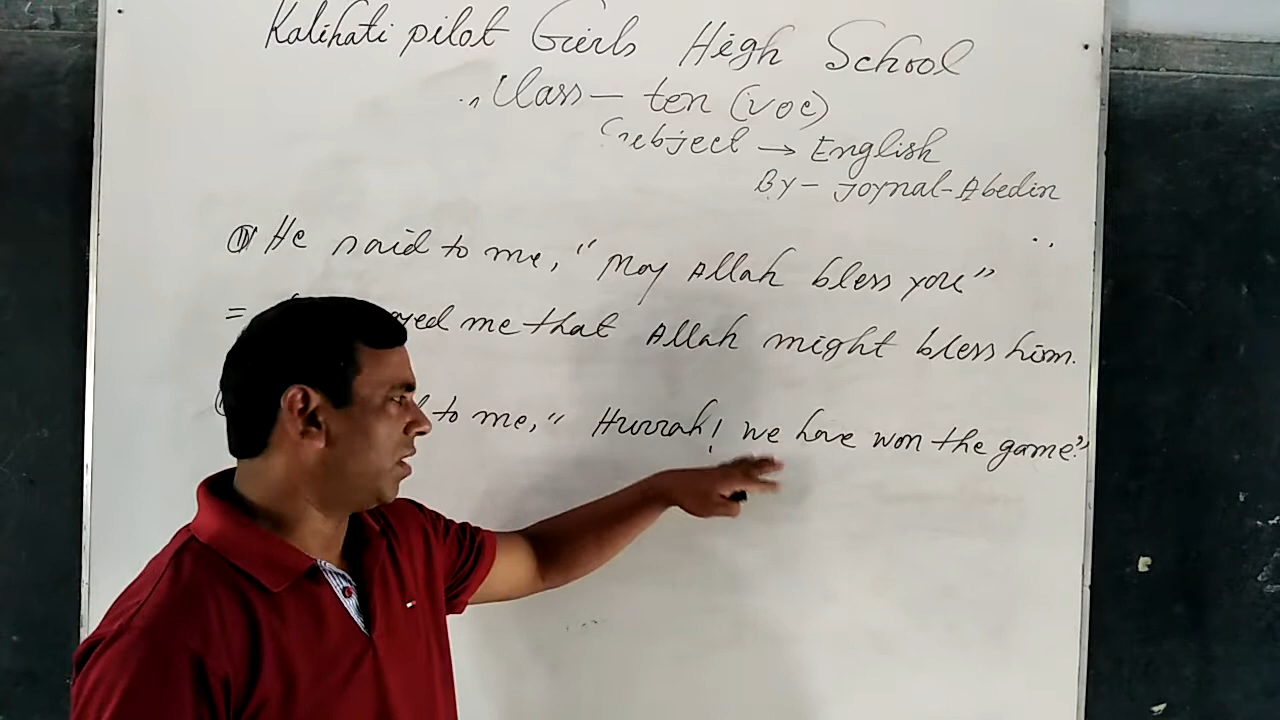 Kalihati pilot Girls High School
Class — ten (voc)
Subject → English
By - Joynal-Abedin
① He said to me, "May Allah bless you"
= me that Allah might bless him.
to me, "Hurrah! we have won the game."